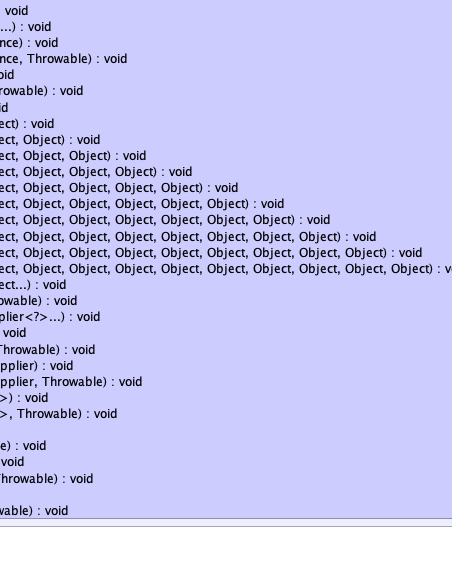 void
...) : void
nce) : void
nce, Throwable) : void
oid
rowable) : void
id
ect) : void
ect, Object) : void
ect, Object, Object) : void
ect, Object, Object, Object) : void
ect, Object, Object, Object, Object) : void
ect, Object, Object, Object, Object, Object) : void
ect, Object, Object, Object, Object, Object, Object) : void
ect, Object, Object, Object, Object, Object, Object, Object) : void
ect, Object, Object, Object, Object, Object, Object, Object, Object) : void
ect, Object, Object, Object, Object, Object, Object, Object, Object, Object) : v
ect...) : void
owable) : void
plier<?>...) : void
void
Throwable) : void
pplier) : void
pplier, Throwable) : void
>) : void
>, Throwable) : void
e) : void
void
hrowable) : void
wable) : void